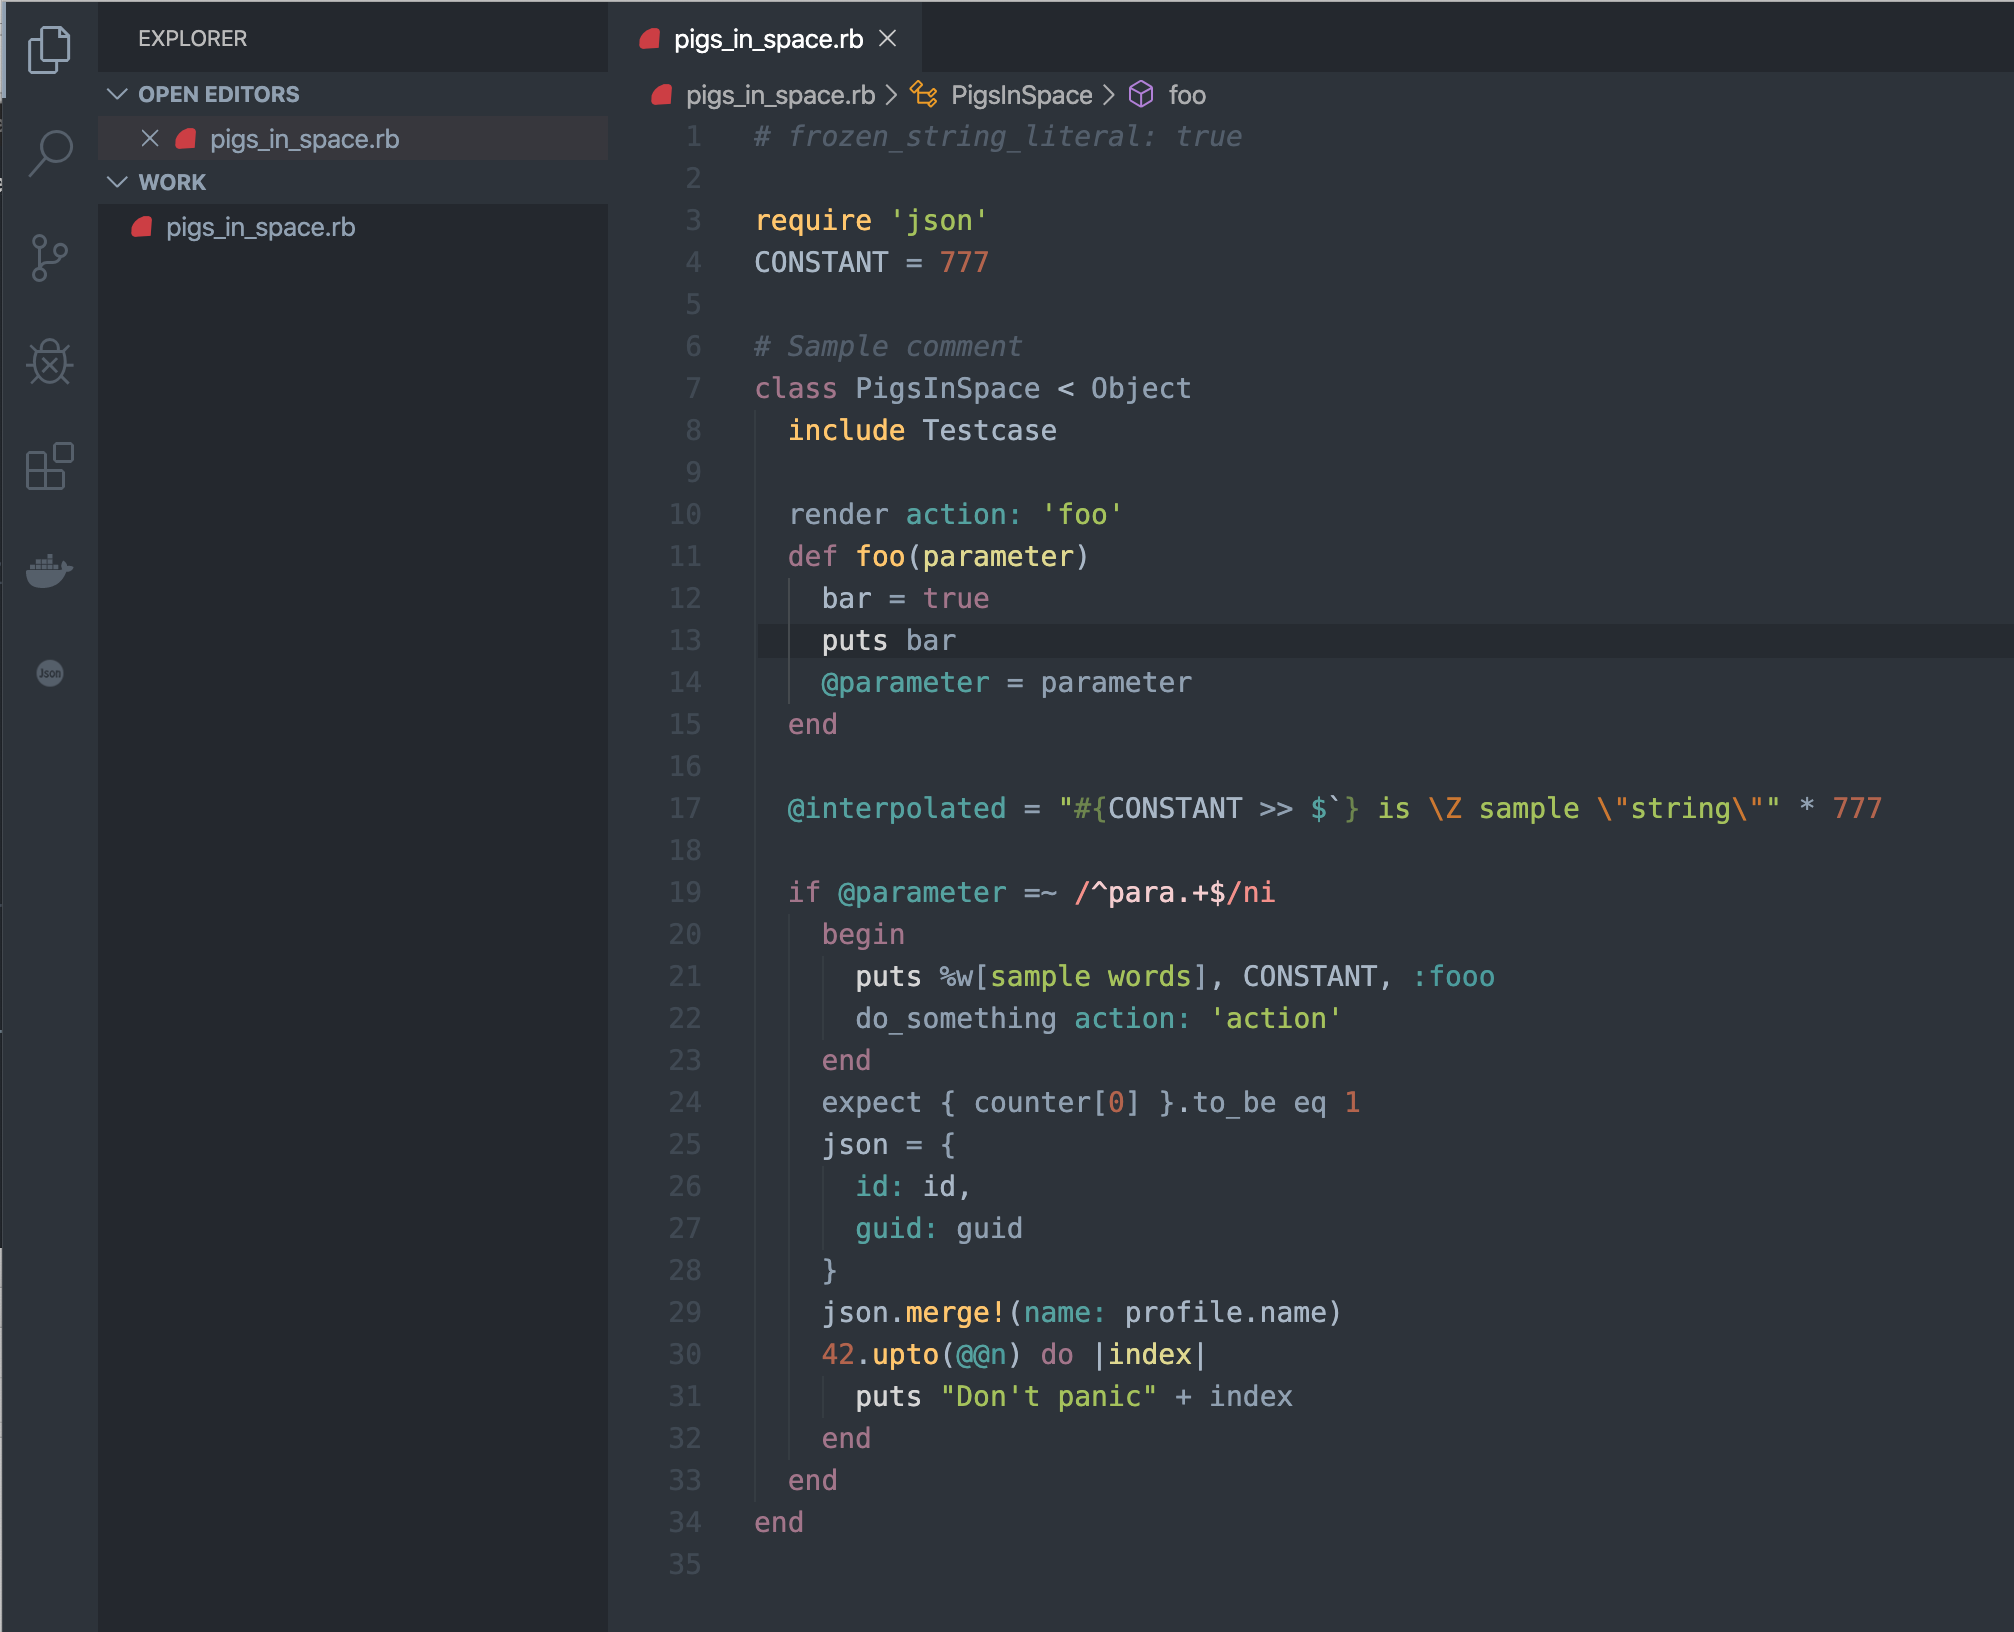 EXPLORER
OPEN EDITORS
pigs_in_space.rb
WORK
pigs_in_space.rb
pigs_in_space.rb
pigs_in_space.rb > PigsInSpace > foo
1 # frozen_string_literal: true
2
3 require 'json'
4 CONSTANT = 777
5
6 # Sample comment
7 class PigsInSpace < Object
8   include Testcase
9
10   render action: 'foo'
11   def foo(parameter)
12     bar = true
13     puts bar
14     @parameter = parameter
15   end
16
17   @interpolated = "#{CONSTANT >> $`} is \Z sample \"string\"" * 777
18
19   if @parameter =~ /^para.+$/ni
20     begin
21       puts %w[sample words], CONSTANT, :fooo
22       do_something action: 'action'
23     end
24     expect { counter[0] }.to_be eq 1
25     json = {
26       id: id,
27       guid: guid
28     }
29     json.merge!(name: profile.name)
30     42.upto(@@n) do |index|
31       puts "Don't panic" + index
32     end
33   end
34 end
35
Json